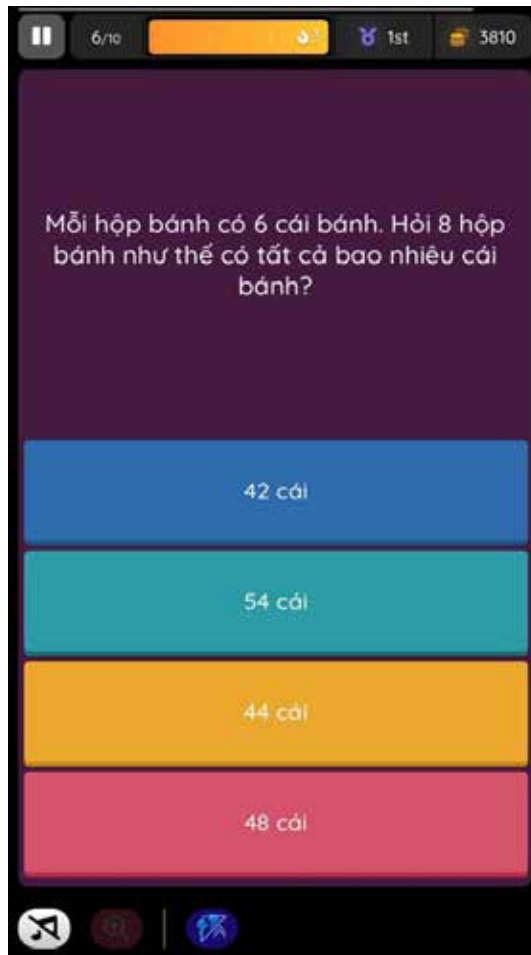 6/10
1st
3810
Mỗi hộp bánh có 6 cái bánh. Hỏi 8 hộp
bánh như thế có tất cả bao nhiêu cái
bánh?
42 cái
54 cái
44 cái
48 cái